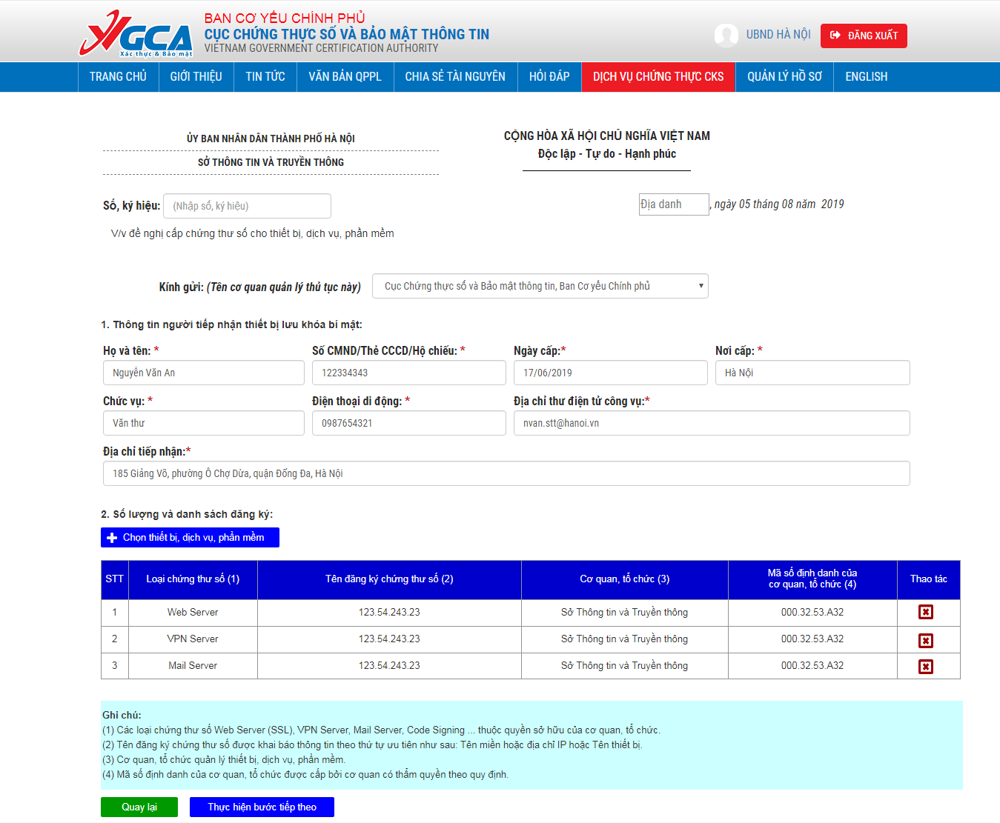 VGCA
Xác thực & Bảo mật
BAN CƠ YẾU CHÍNH PHỦ
CỤC CHỨNG THỰC SỐ VÀ BẢO MẬT THÔNG TIN
VIETNAM GOVERNMENT CERTIFICATION AUTHORITY
UBND HÀ NỘI
ĐĂNG XUẤT
TRANG CHỦ GIỚI THIỆU TIN TỨC VĂN BẢN QPPL CHIA SẺ TÀI NGUYÊN HỎI ĐÁP DỊCH VỤ CHỨNG THỰC CKS QUẢN LÝ HỒ SƠ ENGLISH
ỦY BAN NHÂN DÂN THÀNH PHỐ HÀ NỘI
SỞ THÔNG TIN VÀ TRUYỀN THÔNG
CỘNG HÒA XÃ HỘI CHỦ NGHĨA VIỆT NAM
Độc lập - Tự do - Hạnh phúc
Số, ký hiệu: (Nhập số, ký hiệu)
Địa danh, ngày 05 tháng 08 năm 2019
V/v đề nghị cấp chứng thư số cho thiết bị, dịch vụ, phần mềm
Kính gửi: (Tên cơ quan quản lý thủ tục này) Cục Chứng thực số và Bảo mật thông tin, Ban Cơ yếu Chính phủ
1. Thông tin người tiếp nhận thiết bị lưu khóa bí mật:
Họ và tên: * Số CMND/Thẻ CCCD/Hộ chiếu: * Ngày cấp:* Nơi cấp: *
Nguyễn Văn An 122334343 17/06/2019 Hà Nội
Chức vụ: * Điện thoại di động: * Địa chỉ thư điện tử công vụ:*
Văn thư 0987654321 nvan.stt@hanoi.vn
Địa chỉ tiếp nhận:*
185 Giảng Võ, phường Ô Chợ Dừa, quận Đống Đa, Hà Nội
2. Số lượng và danh sách đăng ký:
Chọn thiết bị, dịch vụ, phần mềm
STT Loại chứng thư số (1) Tên đăng ký chứng thư số (2) Cơ quan, tổ chức (3) Mã số định danh của cơ quan, tổ chức (4) Thao tác
1 Web Server 123.54.243.23 Sở Thông tin và Truyền thông 000.32.53.A32
2 VPN Server 123.54.243.23 Sở Thông tin và Truyền thông 000.32.53.A32
3 Mail Server 123.54.243.23 Sở Thông tin và Truyền thông 000.32.53.A32
Ghi chú:
(1) Các loại chứng thư số Web Server (SSL), VPN Server, Mail Server, Code Signing ... thuộc quyền sở hữu của cơ quan, tổ chức.
(2) Tên đăng ký chứng thư số được khai báo thông tin theo thứ tự ưu tiên như sau: Tên miền hoặc địa chỉ IP hoặc Tên thiết bị.
(3) Cơ quan, tổ chức quản lý thiết bị, dịch vụ, phần mềm.
(4) Mã số định danh của cơ quan, tổ chức được cấp bởi cơ quan có thẩm quyền theo quy định.
Quay lại Thực hiện bước tiếp theo